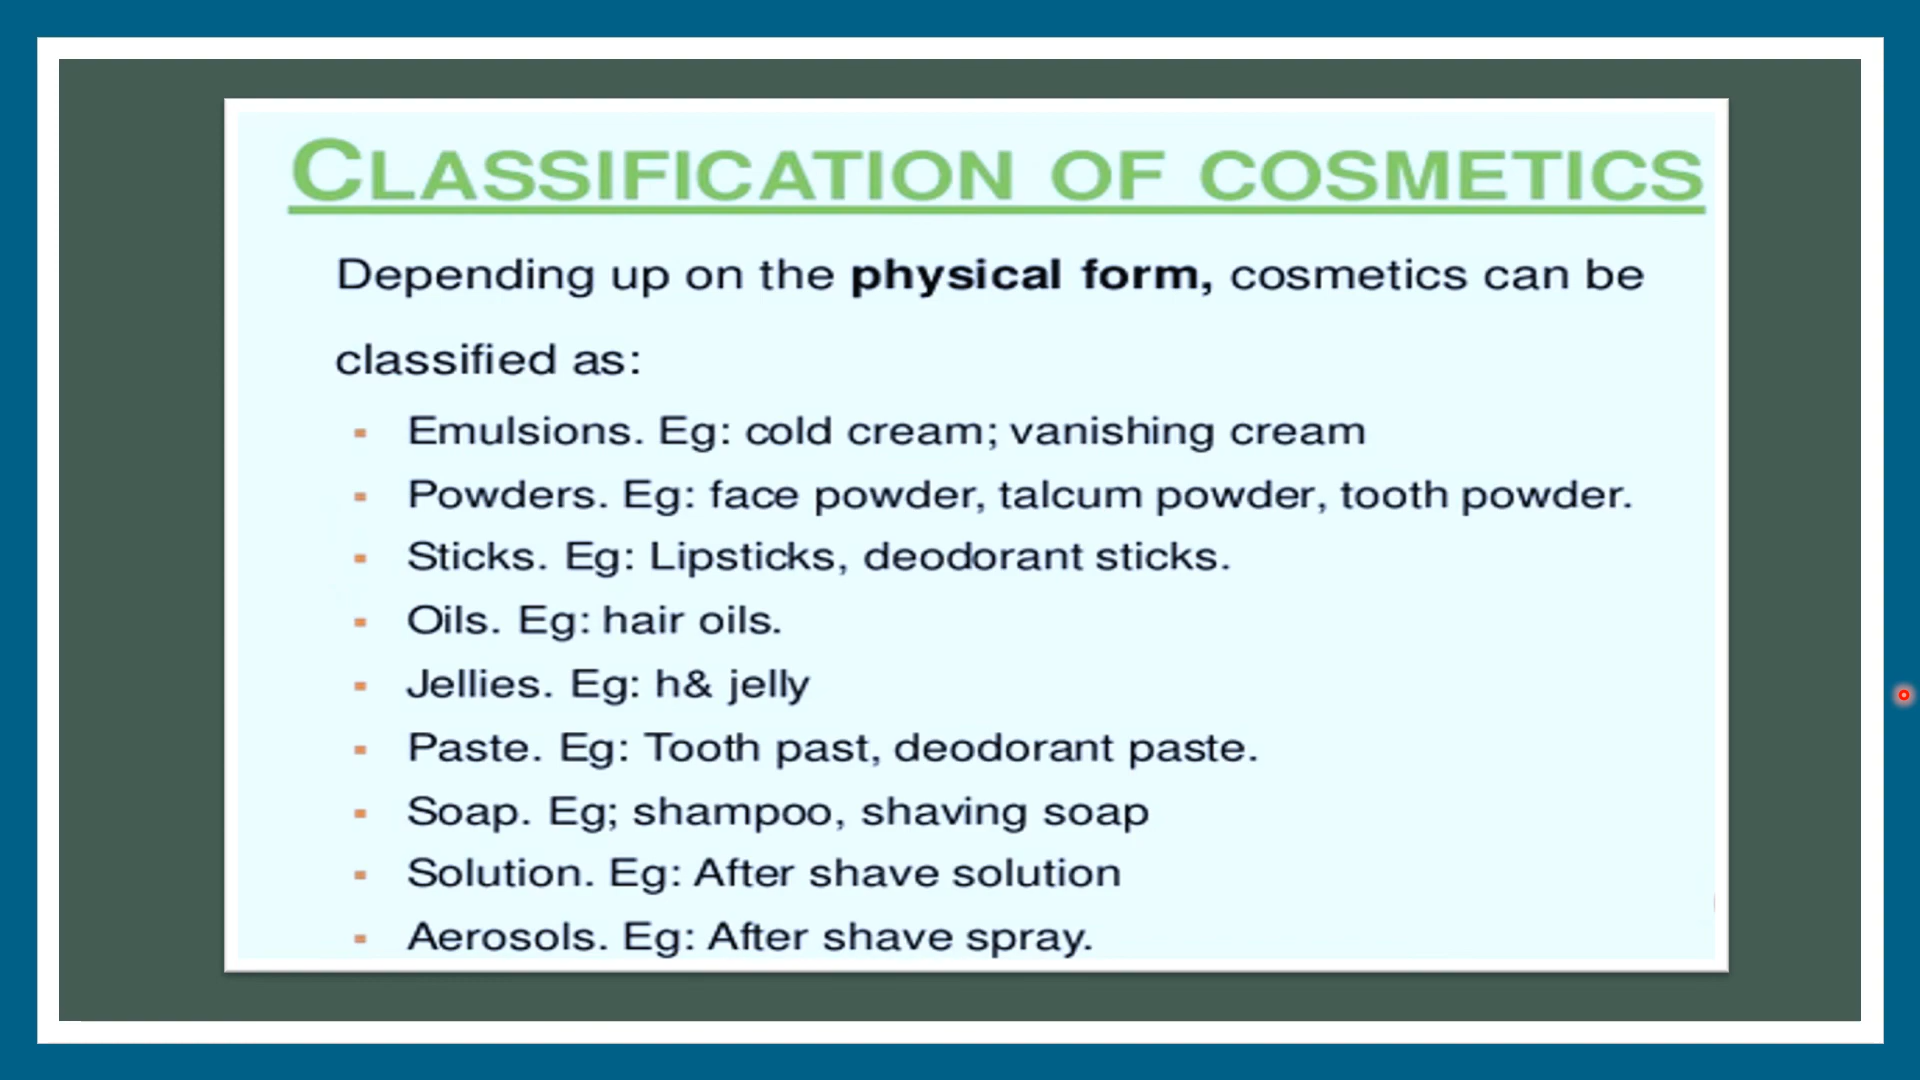 CLASSIFICATION OF COSMETICS
Depending up on the physical form, cosmetics can be
classified as:
▪ Emulsions. Eg: cold cream; vanishing cream
▪ Powders. Eg: face powder, talcum powder, tooth powder.
▪ Sticks. Eg: Lipsticks, deodorant sticks.
▪ Oils. Eg: hair oils.
▪ Jellies. Eg: h& jelly
▪ Paste. Eg: Tooth past, deodorant paste.
▪ Soap. Eg; shampoo, shaving soap
▪ Solution. Eg: After shave solution
▪ Aerosols. Eg: After shave spray.